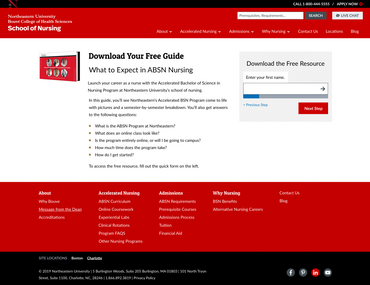 CALL 1-800-444-3333 / APPLY NOW
Northeastern University
Bouvé College of Health Sciences
School of Nursing
Prerequisites, Requirements...
SEARCH
LIVE CHAT
About
Accelerated Nursing
Admissions
Why Nursing
Contact Us
Locations
Blog
Download Your Free Guide
What to Expect in ABSN Nursing
Launch your career as a nurse with the Accelerated Bachelor of Science in
Nursing Program at Northeastern University's school of nursing.
In this guide, you'll see Northeastern's Accelerated BSN Program come to life
with pictures and a semester-by-semester breakdown. You'll also get answers
to the following questions:
What is the ABSN Program at Northeastern?
What does an online class look like?
Is the program entirely online, or will I be going to campus?
How much time does the program take?
How do I get started?
To access the free resource, fill out the quick form on the left.
Download the Free Resource
Enter your first name.
< Previous Step
Next Step
About
Why Bouve
Message from the Dean
Accreditations
Accelerated Nursing
ABSN Curriculum
Online Coursework
Experiential Labs
Clinical Rotations
Program FAQS
Other Nursing Programs
Admissions
ABSN Requirements
Prerequisite Courses
Admissions Process
Tuition
Financial Aid
Why Nursing
BSN Benefits
Alternative Nursing Careers
Contact Us
Blog
SITE LOCATIONS Boston Charlotte
© 2019 Northeastern University | 5 Burlington Woods, Suite 205 Burlington, MA 01803 | 101 North Tryon
Street, Suite 1500, Charlotte, NC, 28246 | 1.866.892.3819 | Privacy Policy